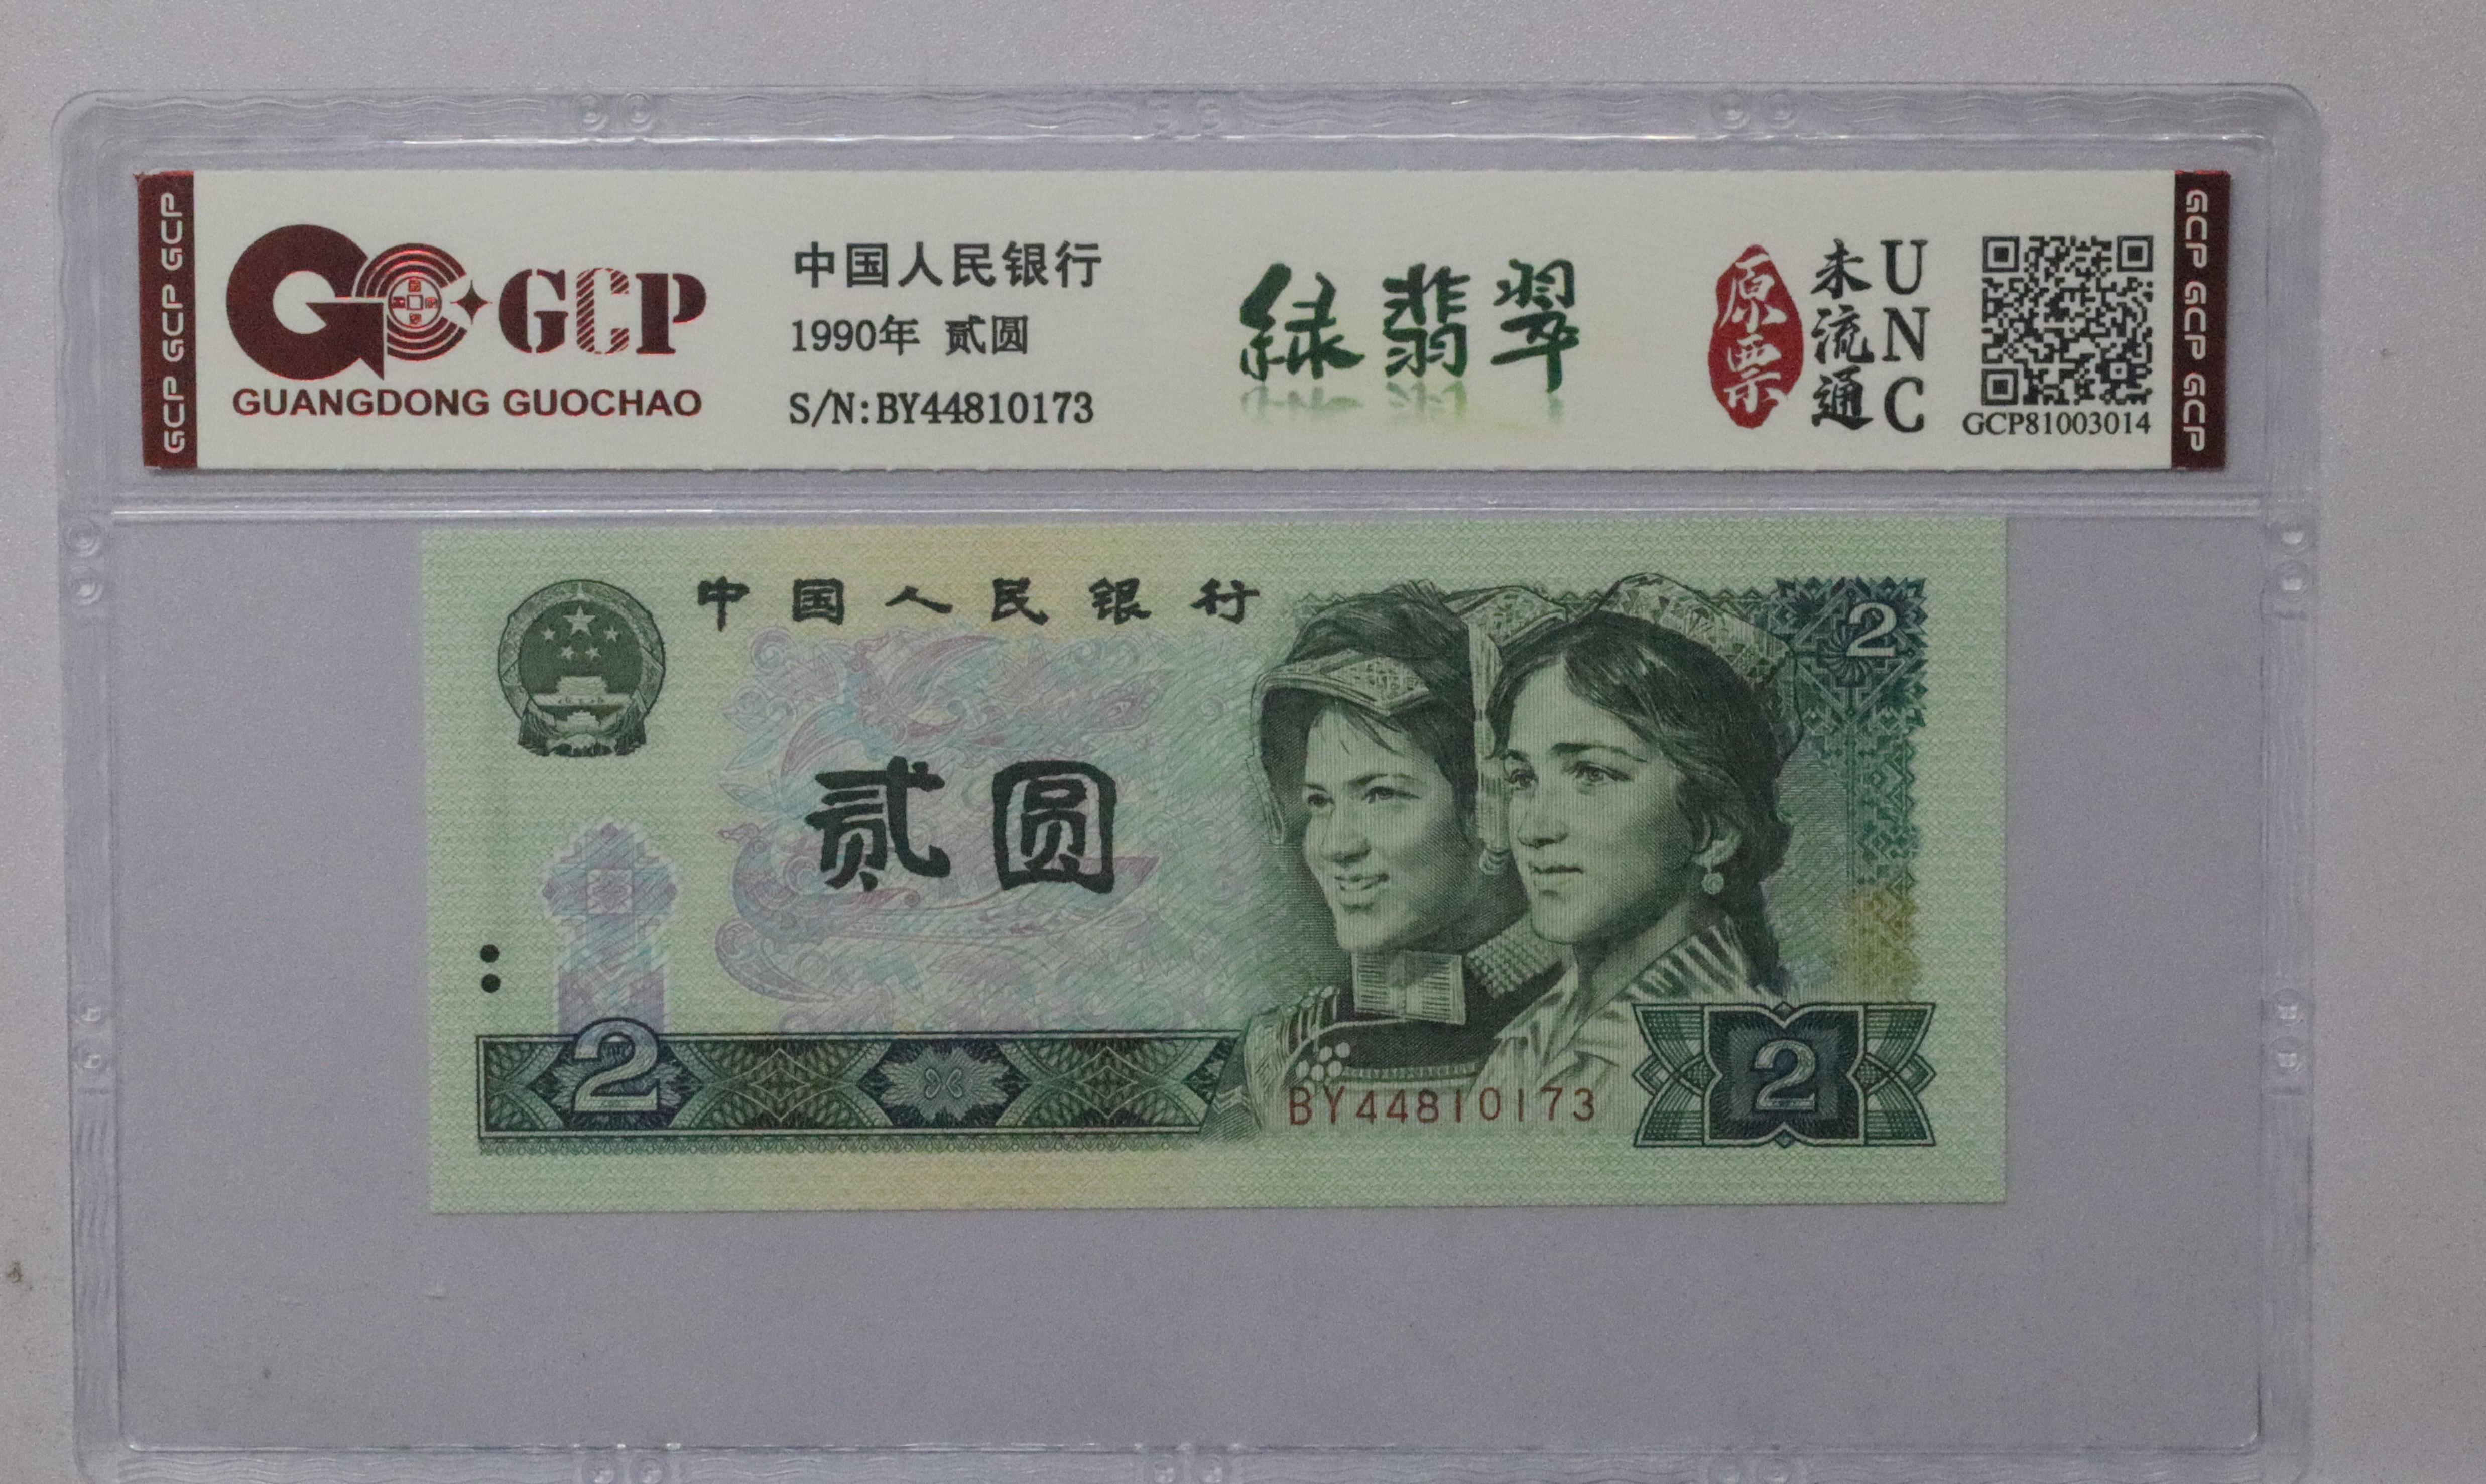 GCP GCP GCP
GCP
GUANGDONG GUOCHAO
中国人民银行
1990年 贰圆
S/N:BY44810173
绿翡翠
原票
未流通
UNC
GCP81003014
GCP GCP GCP
中国人民银行
2
贰圆
2
BY44810173
2